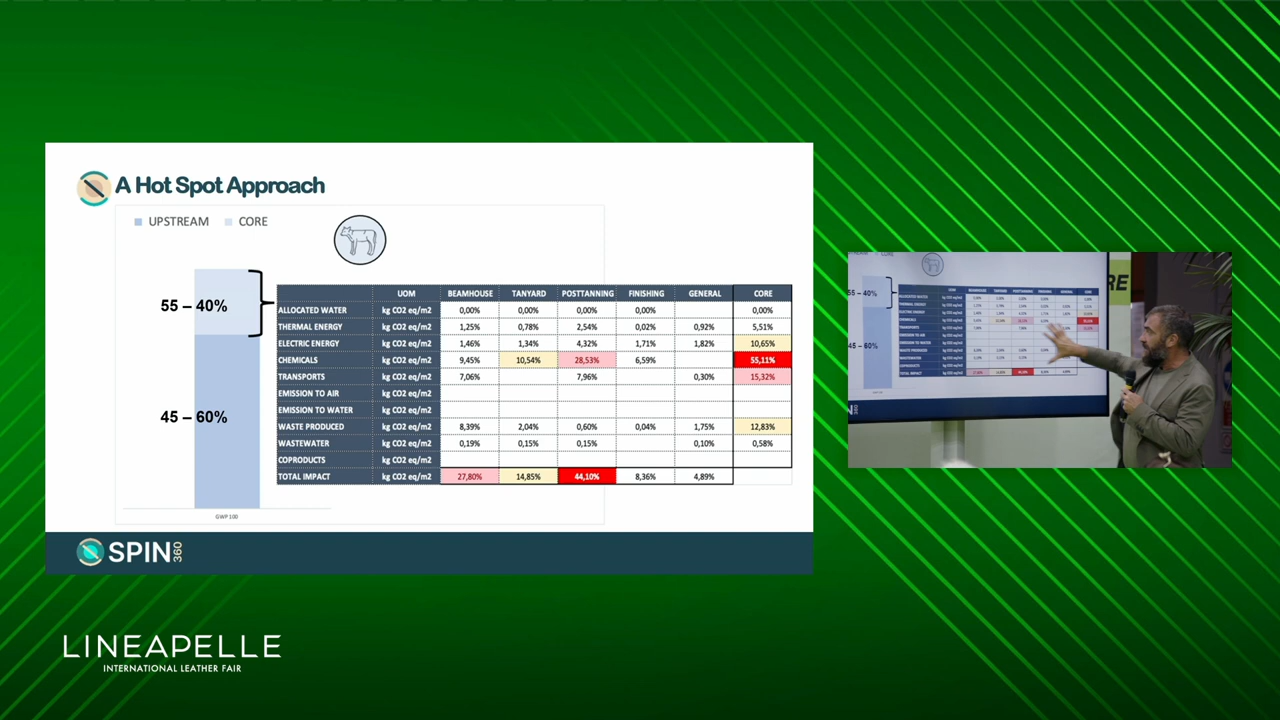 A Hot Spot Approach
UPSTREAM CORE
55 – 40%
45 – 60%
GWP100
UOM BEAMHOUSE TANYARD POSTTANNING FINISHING GENERAL CORE
ALLOCATED WATER kg CO2 eq/m2 0,00% 0,00% 0,00% 0,00% 0,00%
THERMAL ENERGY kg CO2 eq/m2 1,25% 0,78% 2,54% 0,02% 0,92% 5,51%
ELECTRIC ENERGY kg CO2 eq/m2 1,46% 1,34% 4,32% 1,71% 1,82% 10,65%
CHEMICALS kg CO2 eq/m2 9,45% 10,54% 28,53% 6,59% 55,11%
TRANSPORTS kg CO2 eq/m2 7,06% 7,96% 0,30% 15,32%
EMISSION TO AIR kg CO2 eq/m2
EMISSION TO WATER kg CO2 eq/m2
WASTE PRODUCED kg CO2 eq/m2 8,39% 2,04% 0,60% 0,04% 1,75% 12,83%
WASTEWATER kg CO2 eq/m2 0,19% 0,15% 0,15% 0,10% 0,58%
COPRODUCTS kg CO2 eq/m2
TOTAL IMPACT kg CO2 eq/m2 27,80% 14,85% 44,10% 8,36% 4,89%
SPIN 360
LINEAPELLE
INTERNATIONAL LEATHER FAIR
55 – 40%
45 – 60%